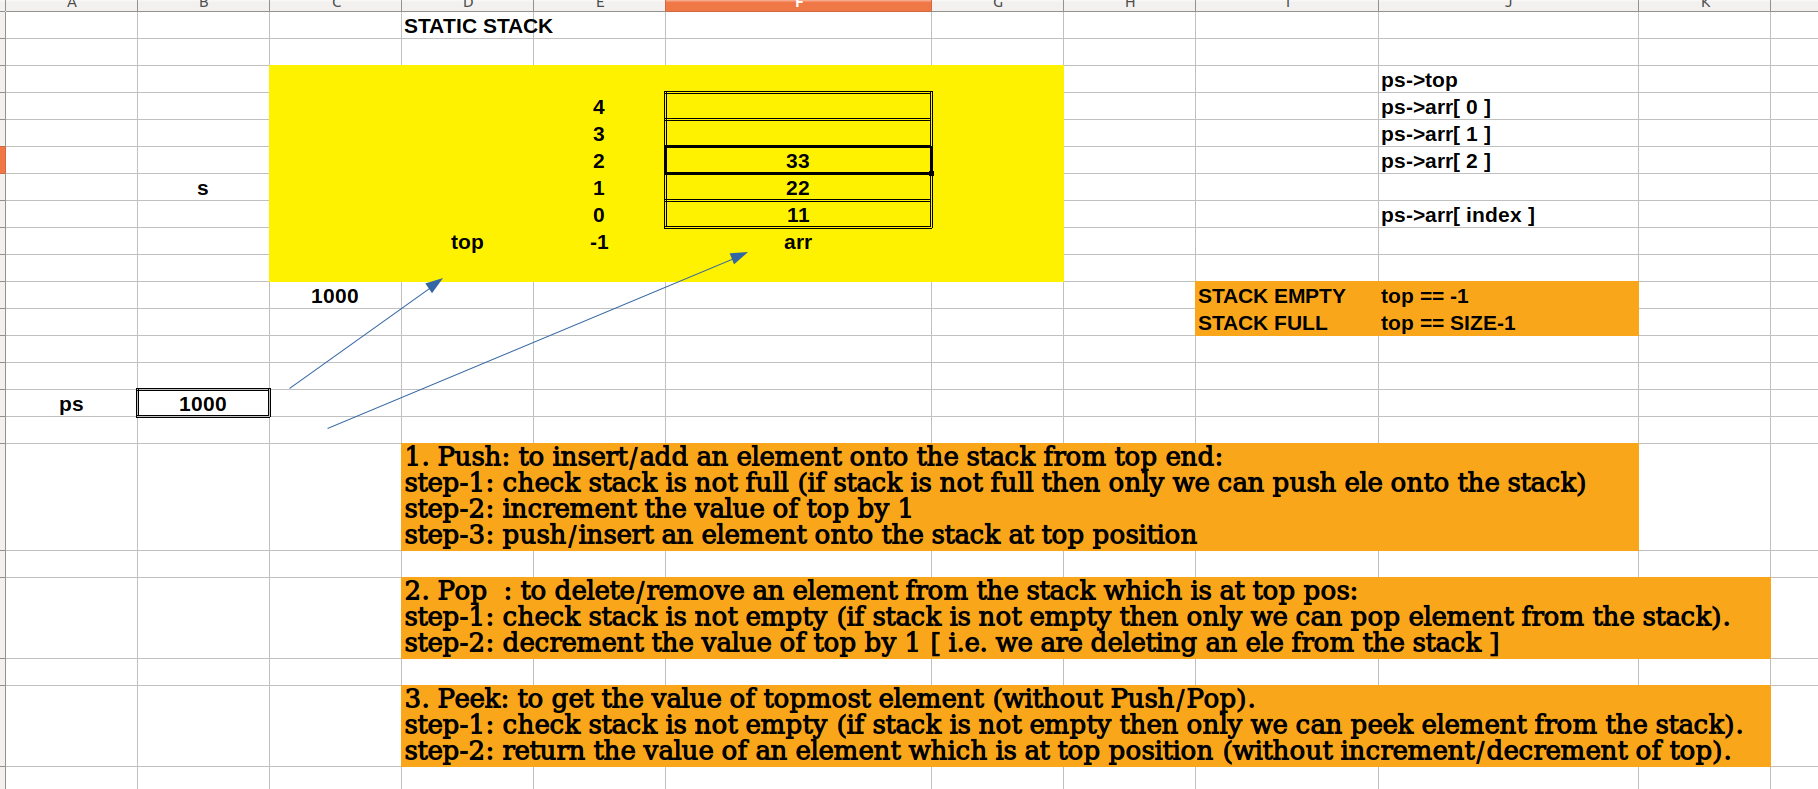 A B C D E F G H I J K
STATIC STACK
ps->top
4 ps->arr[ 0 ]
3 ps->arr[ 1 ]
2 33 ps->arr[ 2 ]
s 1 22
0 11 ps->arr[ index ]
top -1 arr
1000 STACK EMPTY top == -1
STACK FULL top == SIZE-1
ps 1000
1. Push: to insert/add an element onto the stack from top end:
step-1: check stack is not full (if stack is not full then only we can push ele onto the stack)
step-2: increment the value of top by 1
step-3: push/insert an element onto the stack at top position
2. Pop  : to delete/remove an element from the stack which is at top pos:
step-1: check stack is not empty (if stack is not empty then only we can pop element from the stack).
step-2: decrement the value of top by 1 [ i.e. we are deleting an ele from the stack ]
3. Peek: to get the value of topmost element (without Push/Pop).
step-1: check stack is not empty (if stack is not empty then only we can peek element from the stack).
step-2: return the value of an element which is at top position (without increment/decrement of top).